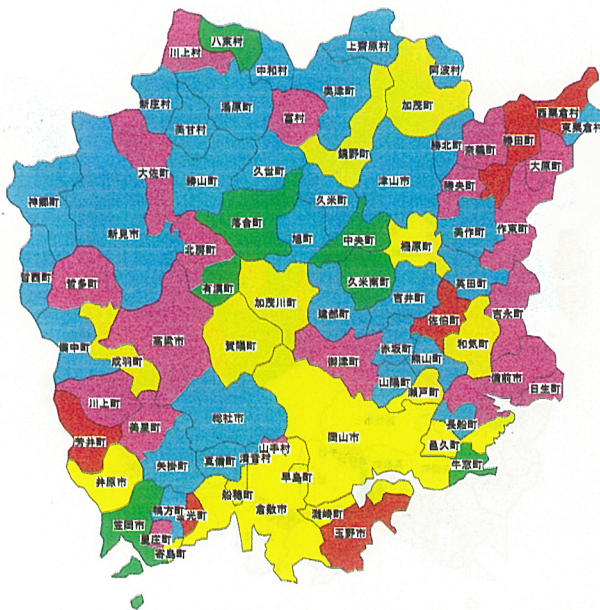 八束村
川上村
上齋原村
中和村
阿波村
奥津町
新庄村
湯原町
加茂町
西粟倉村
富村
東粟倉村
美甘村
勝田町
勝北町
奈義町
鏡野町
大原町
大佐町
久世町
勝山町
津山市
勝央町
神郷町
久米町
落合町
作東町
美作町
新見市
旭町
中央町
柵原町
北房町
哲西町
哲多町
有漢町
久米南町
英田町
加茂川町
吉井町
建部町
吉永町
佐伯町
高梁市
備中町
賀陽町
赤坂町
和気町
成羽町
御津町
熊山町
備前市
山陽町
日生町
瀬戸町
川上町
総社市
長船町
美星町
岡山市
芳井町
邑久町
山手村
矢掛町
真備町
清音村
牛窓町
早島町
井原市
船穂町
鴨方町
倉敷市
灘崎町
笠岡市
玉野市
里庄町
寄島町